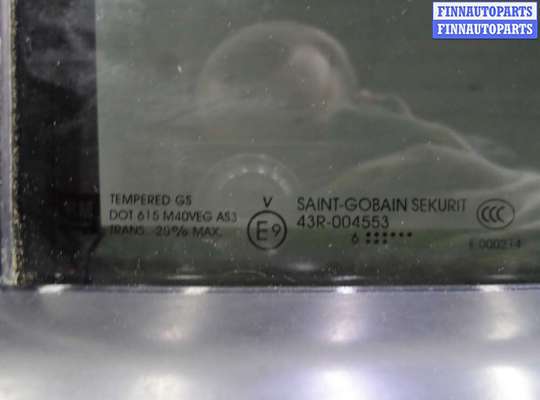 FINNAUTOPARTS
FINNAUTOPARTS
TEMPERED GS
DOT 615 M40VEG AS3
TRANS. 20% MAX.
V
E9
SAINT-GOBAIN SEKURIT
43R-004553
6
CCC
E 000214